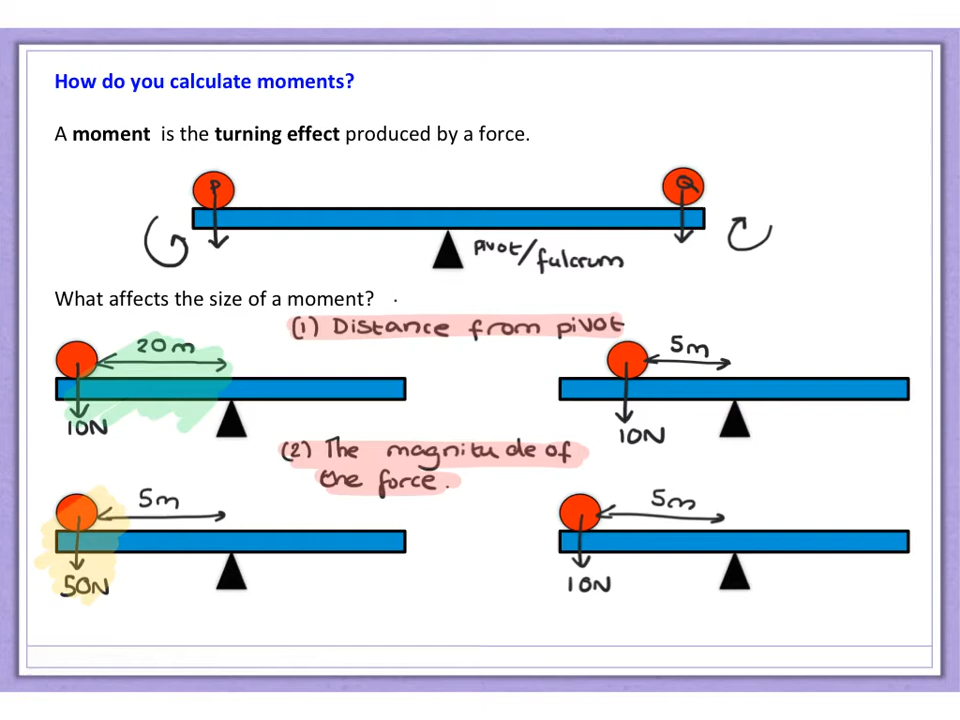 How do you calculate moments?
A moment is the turning effect produced by a force.
P
Q
pivot/fulcrum
What affects the size of a moment?
(1) Distance from pivot
20m
5m
10N
10N
(2) The magnitude of
the force.
5m
5m
50N
10N